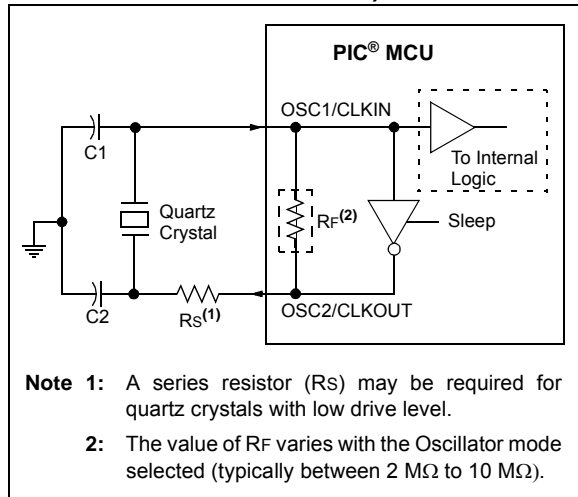 PIC® MCU
OSC1/CLKIN
C1
To Internal
Logic
Quartz
Crystal
RF(2)
Sleep
C2
RS(1)
OSC2/CLKOUT
Note 1: A series resistor (RS) may be required for
quartz crystals with low drive level.
2: The value of RF varies with the Oscillator mode
selected (typically between 2 MΩ to 10 MΩ).